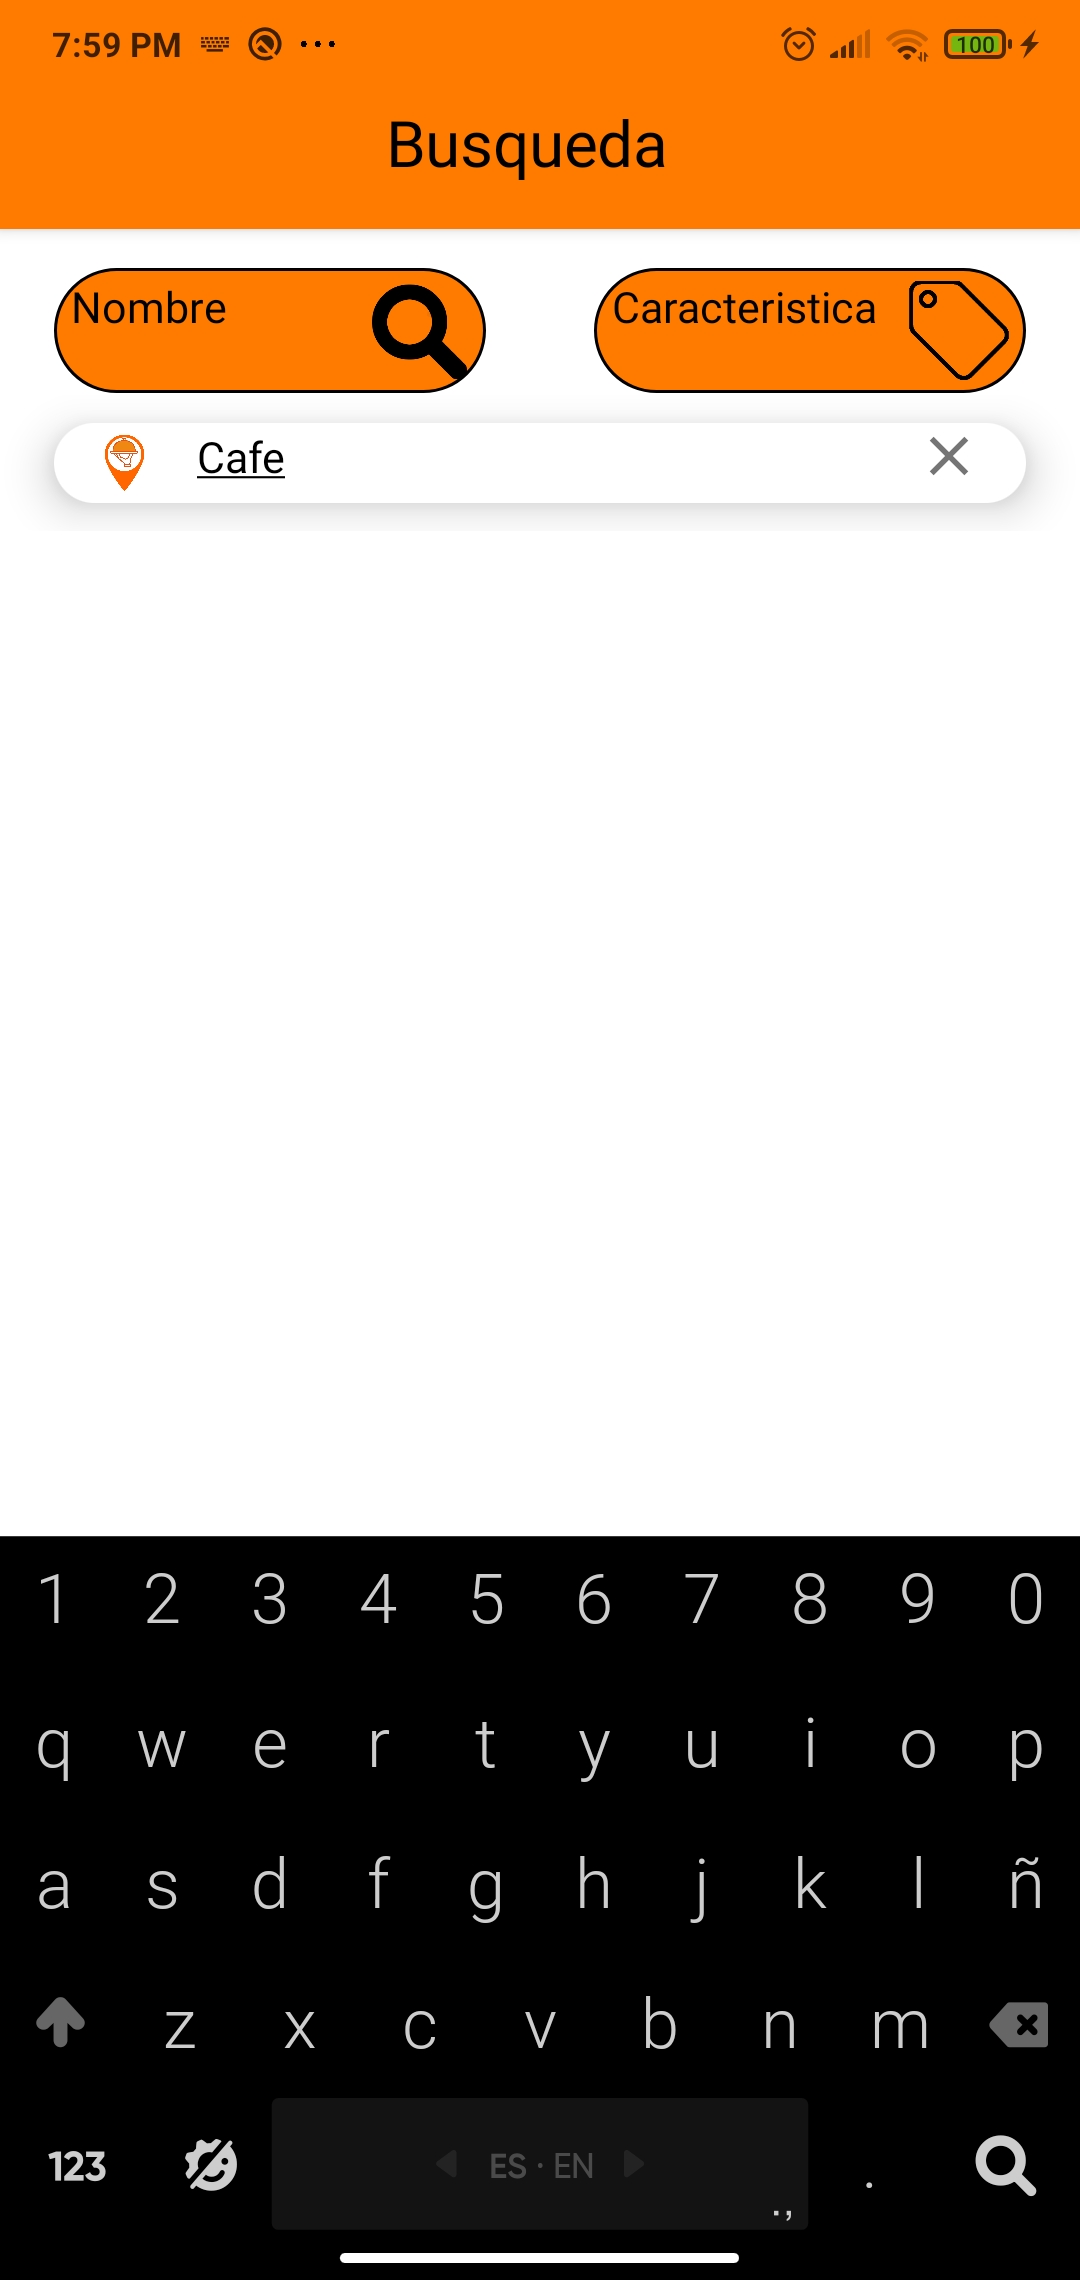 7:59 PM 100
Busqueda
Nombre
Caracteristica
Cafe
1 2 3 4 5 6 7 8 9 0
q w e r t y u i o p
a s d f g h j k l ñ
z x c v b n m
123 ES · EN .
.,